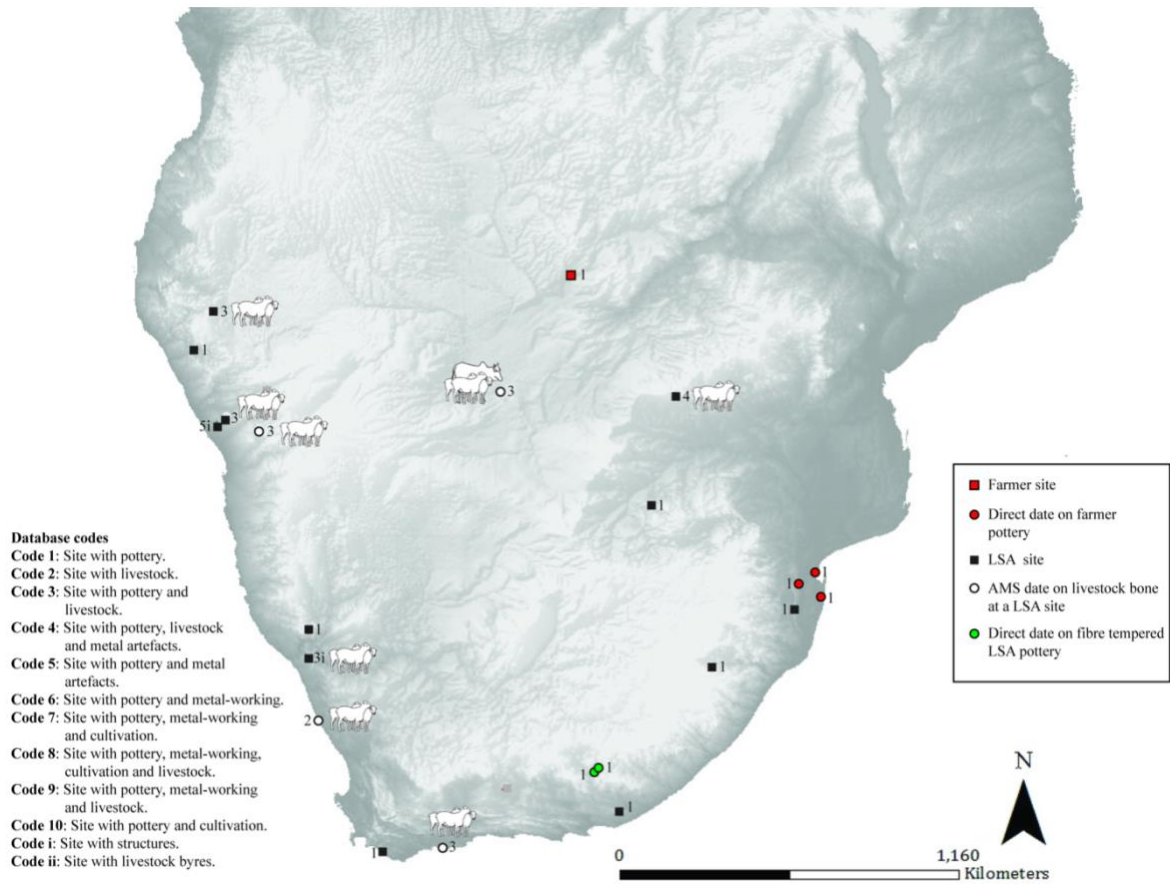 1
3
1
3
4
3
5i
3
1
1
1
1
1
1
3i
1
2
1
1
1
3
1
Database codes
Code 1: Site with pottery.
Code 2: Site with livestock.
Code 3: Site with pottery and
livestock.
Code 4: Site with pottery, livestock
and metal artefacts.
Code 5: Site with pottery and metal
artefacts.
Code 6: Site with pottery and metal-working.
Code 7: Site with pottery, metal-working
and cultivation.
Code 8: Site with pottery, metal-working,
cultivation and livestock.
Code 9: Site with pottery, metal-working
and livestock.
Code 10: Site with pottery and cultivation.
Code i: Site with structures.
Code ii: Site with livestock byres.
Farmer site
Direct date on farmer
pottery
LSA site
AMS date on livestock bone
at a LSA site
Direct date on fibre tempered
LSA pottery
N
0 1,160
Kilometers